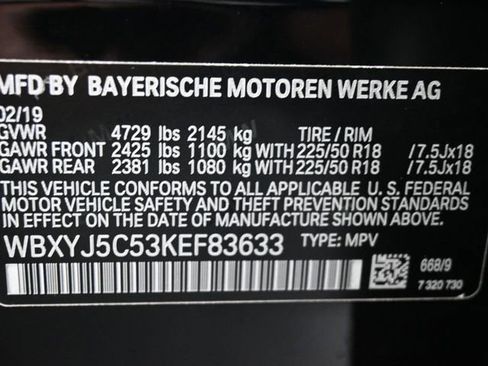 MFD BY BAYERISCHE MOTOREN WERKE AG
02/19
GVWR 4729 lbs 2145 kg TIRE / RIM
GAWR FRONT 2425 lbs 1100 kg WITH 225/50 R18 /7.5Jx18
GAWR REAR 2381 lbs 1080 kg WITH 225/50 R18 /7.5Jx18
THIS VEHICLE CONFORMS TO ALL APPLICABLE U.S. FEDERAL
MOTOR VEHICLE SAFETY AND THEFT PREVENTION STANDARDS
IN EFFECT ON THE DATE OF MANUFACTURE SHOWN ABOVE.
WBXYJ5C53KEF83633 TYPE: MPV
668/9
7 320 730